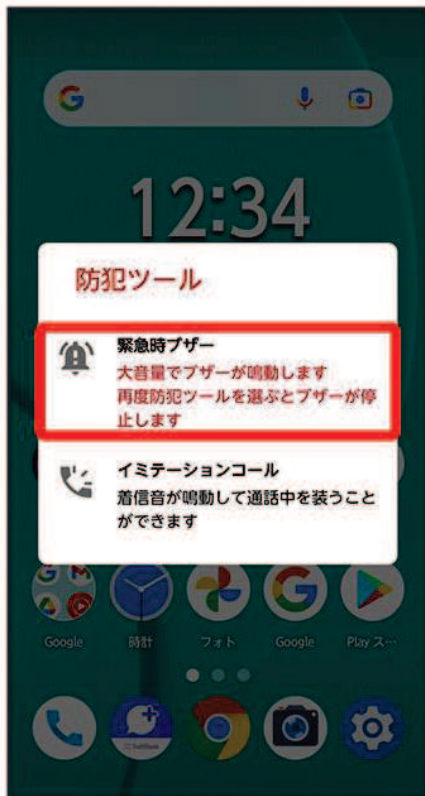 12:34
防犯ツール
緊急時ブザー
大音量でブザーが鳴動します
再度防犯ツールを選ぶとブザーが停
止します
イミテーションコール
着信音が鳴動して通話中を装うこと
ができます
Google 時計 フォト Google Play ス…
SoftBank